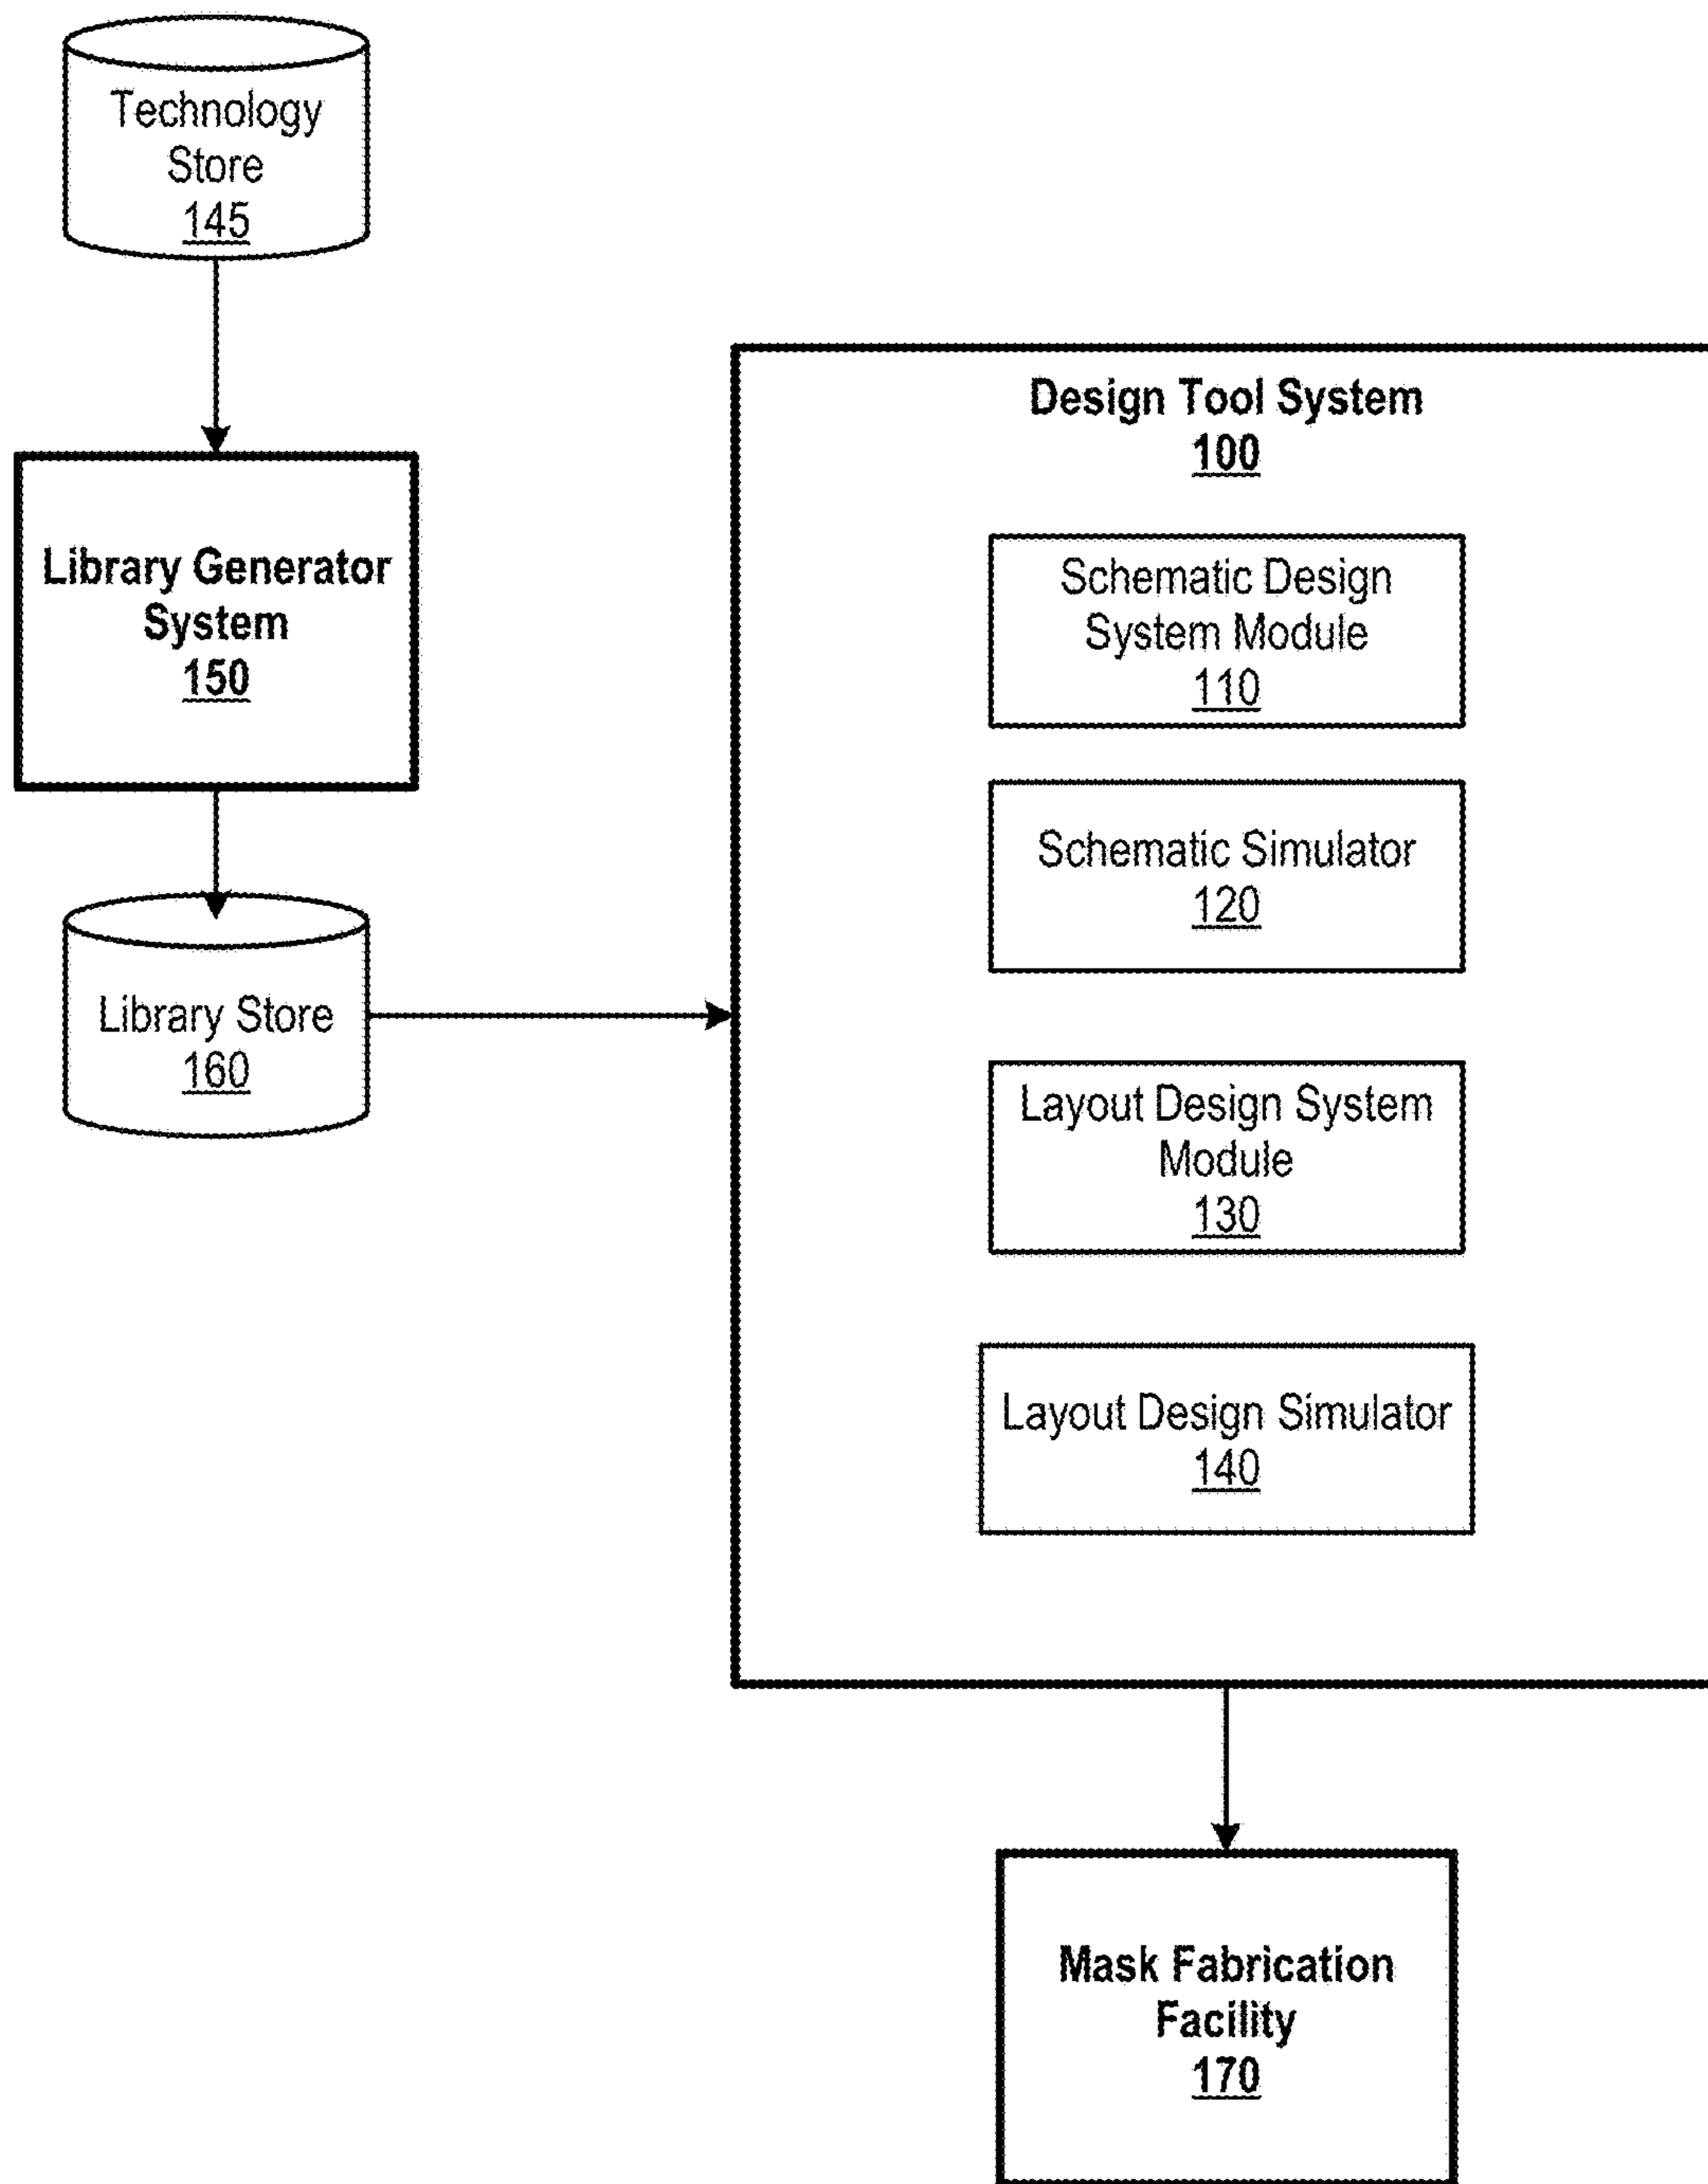 Technology
Store
145
Library Generator
System
150
Library Store
160
Design Tool System
100
Schematic Design
System Module
110
Schematic Simulator
120
Layout Design System
Module
130
Layout Design Simulator
140
Mask Fabrication
Facility
170